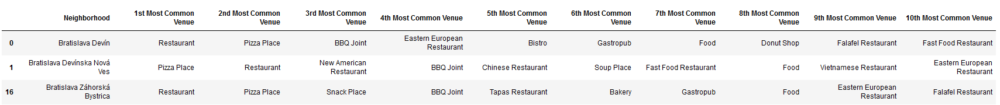 Neighborhood 1st Most Common Venue 2nd Most Common Venue 3rd Most Common Venue 4th Most Common Venue 5th Most Common Venue 6th Most Common Venue 7th Most Common Venue 8th Most Common Venue 9th Most Common Venue 10th Most Common Venue
0 Bratislava Devín Restaurant Pizza Place BBQ Joint Eastern European Restaurant Bistro Gastropub Food Donut Shop Falafel Restaurant Fast Food Restaurant
1 Bratislava Devínska Nová Ves Pizza Place Restaurant New American Restaurant BBQ Joint Chinese Restaurant Soup Place Fast Food Restaurant Food Vietnamese Restaurant Eastern European Restaurant
16 Bratislava Záhorská Bystrica Restaurant Pizza Place Snack Place BBQ Joint Tapas Restaurant Bakery Gastropub Food Eastern European Restaurant Falafel Restaurant